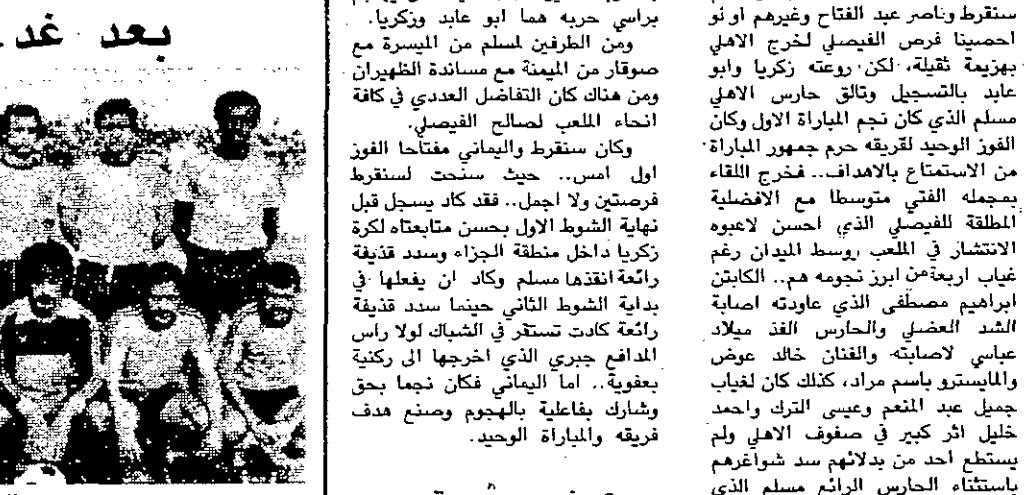 سنقرط وناصر عبد الفتاح وغيرهم او لو
احصينا فرص الفيصلي لخرج الاهلي
بهزيمة ثقيلة، لكن روعته زكريا وابو
عابد بالتسجيل وتالق حارس الاهلي
مسلم الذي كان نجم المباراة الاول وكان
الفوز الوحيد لفريقه حرم جمهور المباراة
من الاستمتاع بالاهداف.. فخرج اللقاء
بمجمله الفني متوسطا مع الافضلية
المطلقة للفيصلي الذي احسن لاعبوه
الانتشار في الملعب وسط الميدان رغم
غياب اربعة من ابرز نجومه هم.. الكابتن
ابراهيم مصطفى الذي عاودته اصابة
الشد العضلي والحارس الفذ ميلاد
عباسي لاصابته والفنان خالد عوض
والمايسترو باسم مراد، كذلك كان لغياب
جميل عبد المنعم وعيسى الترك واحمد
خليل اثر كبير في صفوف الاهلي ولم
يستطع احد من بدلائهم سد شواغرهم
باستثناء الحارس الرائع مسلم الذي
براسي حربه هما ابو عابد وزكريا.
ومن الطرفين لمسلم من الميسرة مع
صوقار من الميمنة مع مساندة الظهيران
ومن هناك كان التفاضل العددي في كافة
انحاء الملعب لصالح الفيصلي.
وكان سنقرط واليماني مفتاحا الفوز
اول امس.. حيث سنحت لسنقرط
فرصتين ولا اجمل.. فقد كاد يسجل قبل
نهاية الشوط الاول بحسن متابعتاه لكرة
زكريا داخل منطقة الجزاء وسدد قذيفة
رائعة انقذها مسلم وكاد ان يفعلها في
بداية الشوط الثاني حينما سدد قذيفة
رائعة كادت تستقر في الشباك لولا راس
المدافع جبري الذي اخرجها الى ركنية
بعفوية.. اما اليماني فكان نجما بحق
وشارك بفاعلية بالهجوم وصنع هدف
فريقه والمباراة الوحيد.
بعد غد